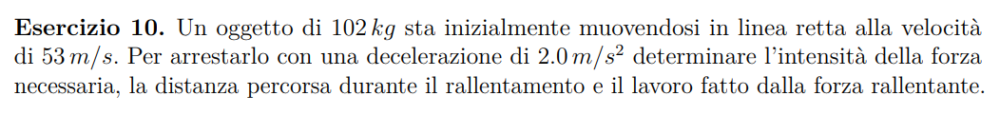 Esercizio 10. Un oggetto di 102 kg sta inizialmente muovendosi in linea retta alla velocità
di 53 m/s. Per arrestarlo con una decelerazione di 2.0 m/s² determinare l'intensità della forza
necessaria, la distanza percorsa durante il rallentamento e il lavoro fatto dalla forza rallentante.